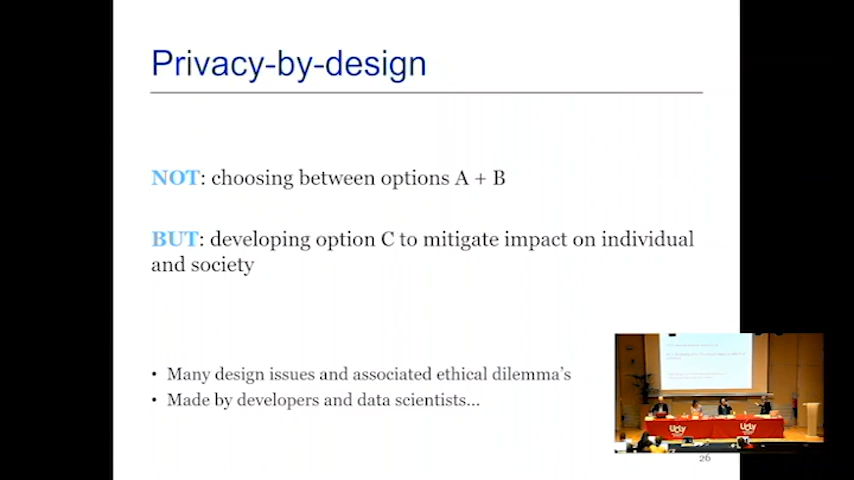 Privacy-by-design
NOT: choosing between options A + B
BUT: developing option C to mitigate impact on individual
and society
• Many design issues and associated ethical dilemma's
• Made by developers and data scientists...
26